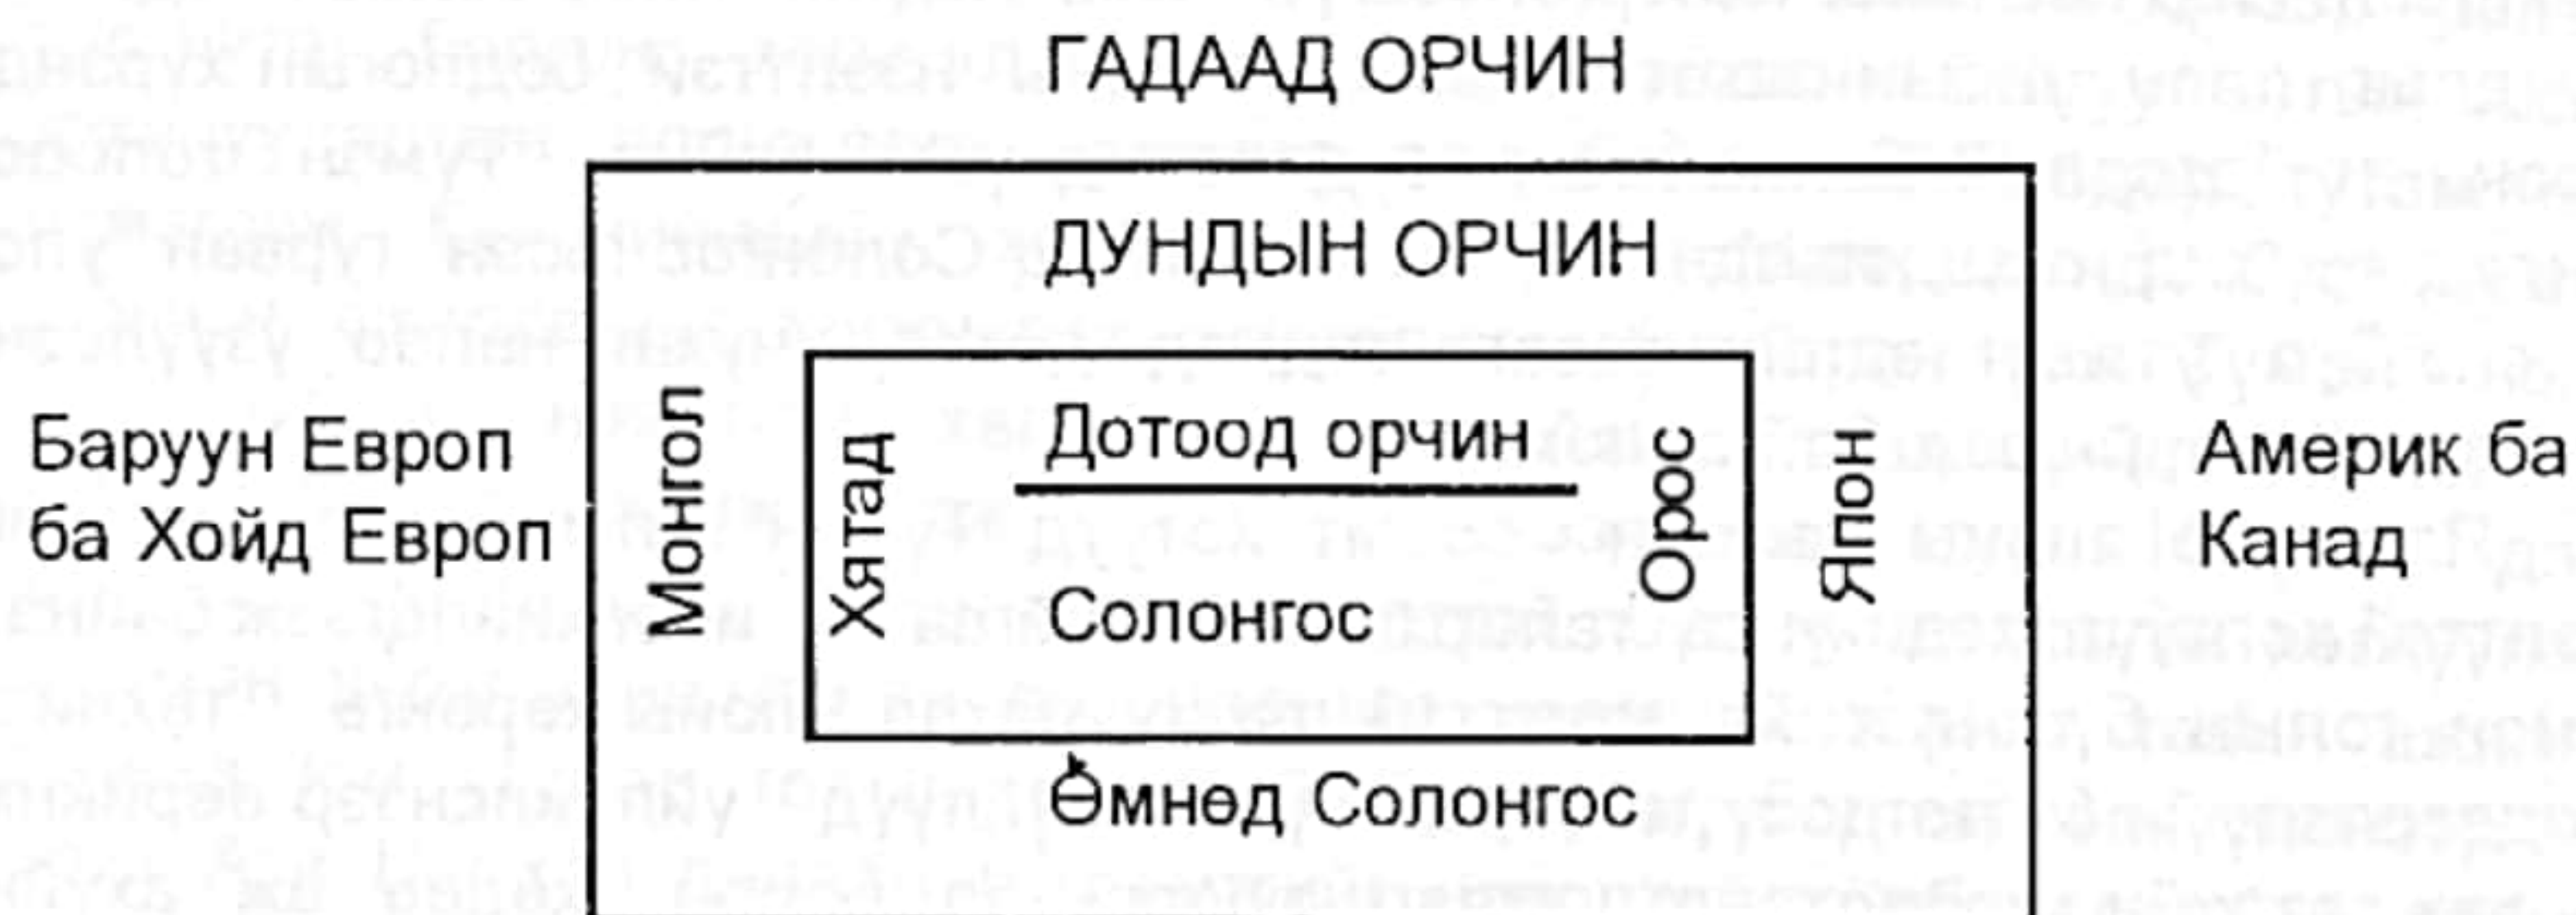 ГАДААД ОРЧИН
ДУНДЫН ОРЧИН
Баруун Европ
ба Хойд Европ
Монгол
Хятад
Дотоод орчин
Солонгос
Орос
Япон
Америк ба
Канад
Өмнөд Солонгос